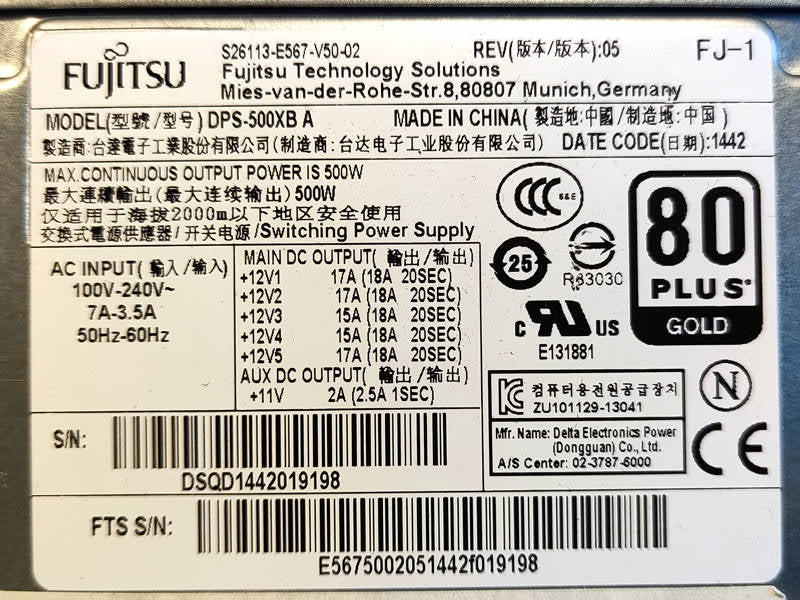 FUJITSU
S26113-E567-V50-02 REV(版本/版本):05 FJ-1
Fujitsu Technology Solutions
Mies-van-der-Rohe-Str.8,80807 Munich,Germany
MODEL(型號/型号) DPS-500XB A MADE IN CHINA( 製造地:中國/制造地: 中国 )
製造商:台達電子工業股份有限公司(制造商: 台达电子工业股份有限公司) DATE CODE(日期):1442
MAX.CONTINUOUS OUTPUT POWER IS 500W
最大連續輸出(最大连续输出)500W
仅适用于海拔2000m以下地区安全使用
交換式電源供應器/开关电源/Switching Power Supply
AC INPUT( 輸入/输入)
100V-240V~
7A-3.5A
50Hz-60Hz
MAIN DC OUTPUT( 輸出/输出)
+12V1 17A (18A 20SEC)
+12V2 17A (18A 20SEC)
+12V3 15A (18A 20SEC)
+12V4 15A (18A 20SEC)
+12V5 17A (18A 20SEC)
AUX DC OUTPUT( 輸出/输出)
+11V 2A (2.5A 1SEC)
CCC S&E
25
R33030
C RU US
E131881
80
PLUS
GOLD
컴퓨터용전원공급장치
ZU101129-13041
N
Mfr. Name: Delta Electronics Power
(Dongguan) Co., Ltd.
A/S Center: 02-3787-6000
CE
S/N:
DSQD1442019198
FTS S/N:
E5675002051442f019198